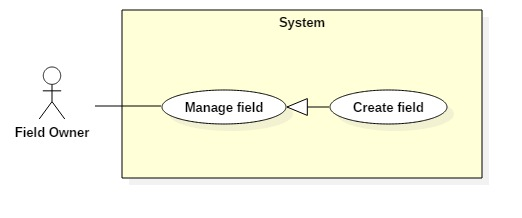 System
Manage field
Create field
Field Owner